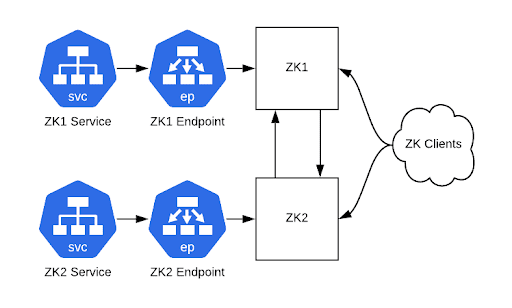 svc
ZK1 Service
ep
ZK1 Endpoint
ZK1
ZK Clients
svc
ZK2 Service
ep
ZK2 Endpoint
ZK2